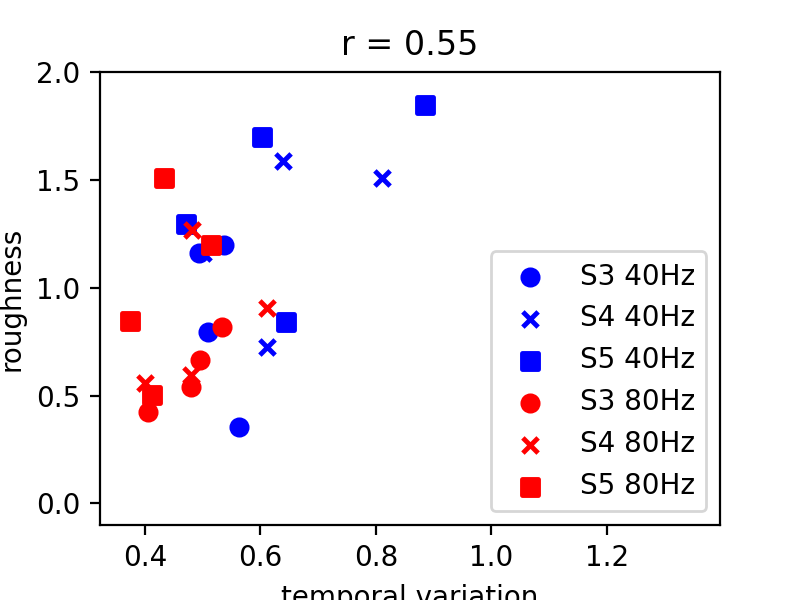 r = 0.55
2.0
1.5
1.0
0.5
0.0
roughness
S3 40Hz
S4 40Hz
S5 40Hz
S3 80Hz
S4 80Hz
S5 80Hz
0.4 0.6 0.8 1.0 1.2
temporal variation